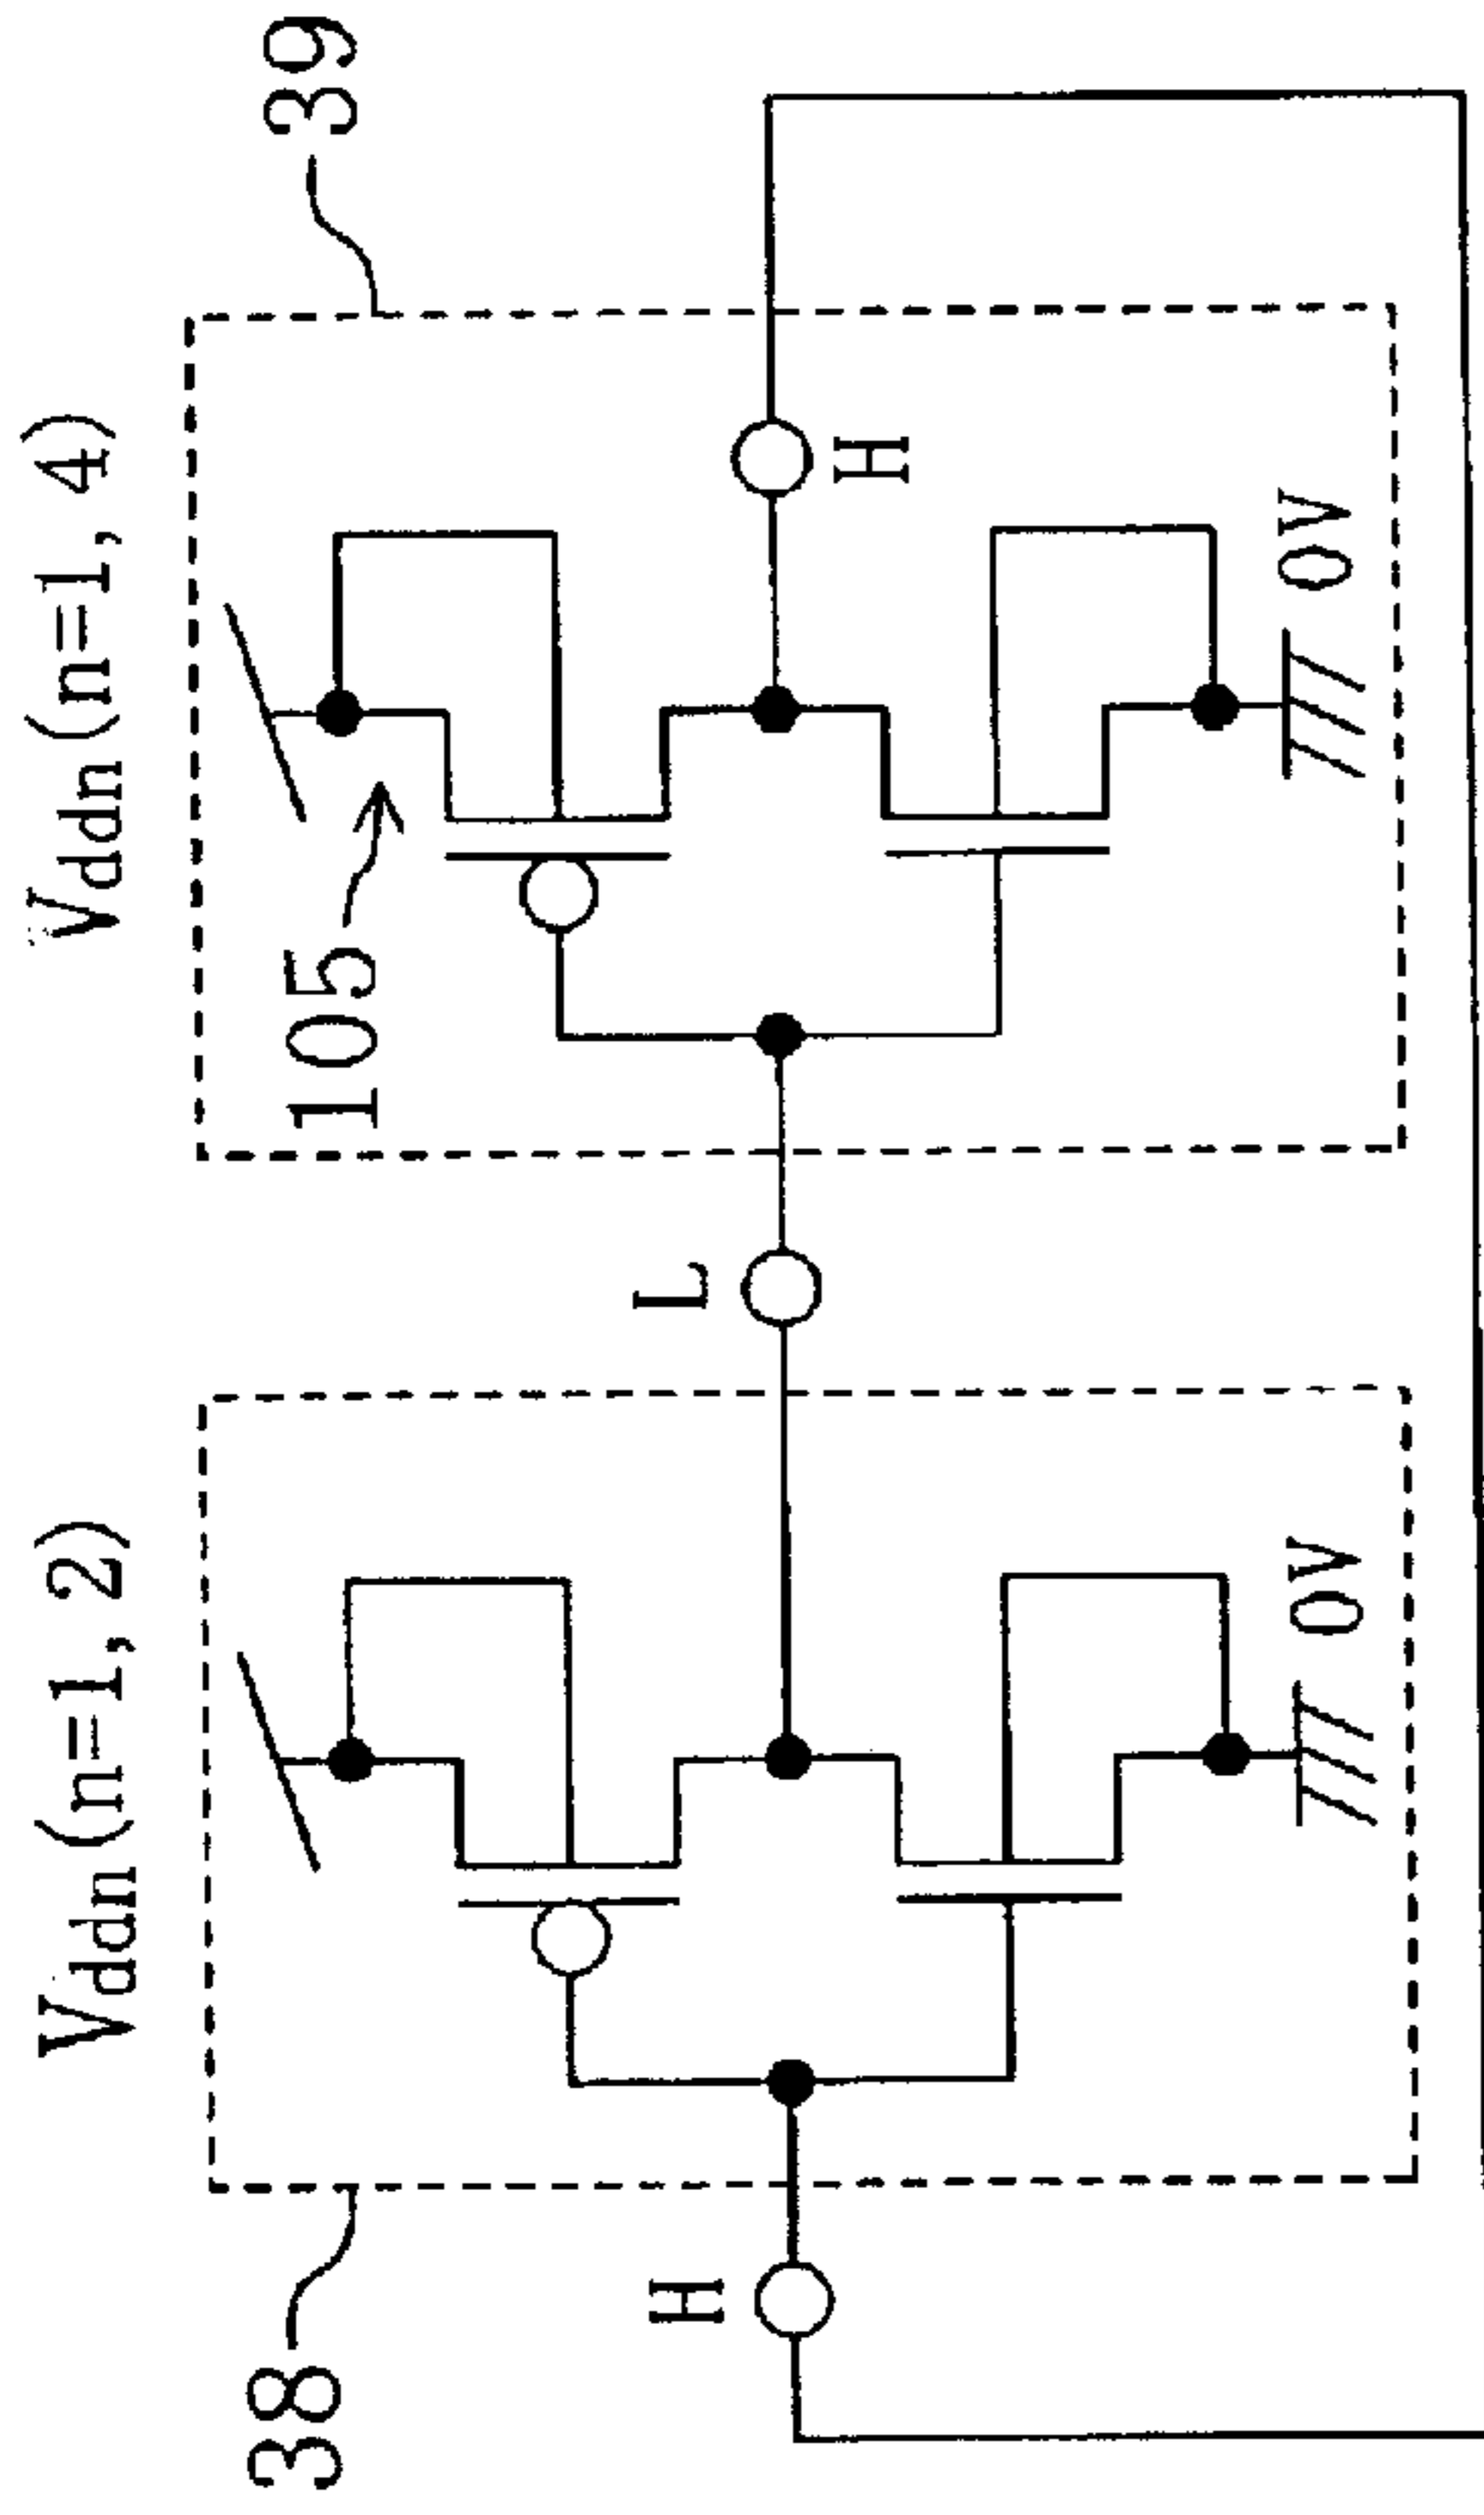 Vddn(n=1, 2)
Vddn(n=1, 4)
38
39
105
H
L
H
0V
0V